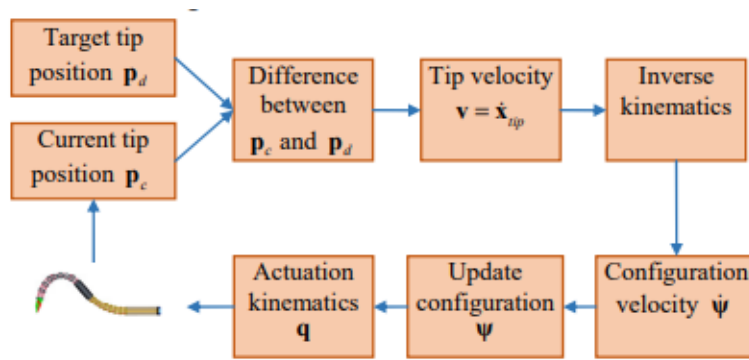 Target tip
position p_d
Current tip
position p_c
Difference
between
p_c and p_d
Tip velocity
v = ẋ_tip
Inverse
kinematics
Configuration
velocity ψ̇
Update
configuration
ψ
Actuation
kinematics
q